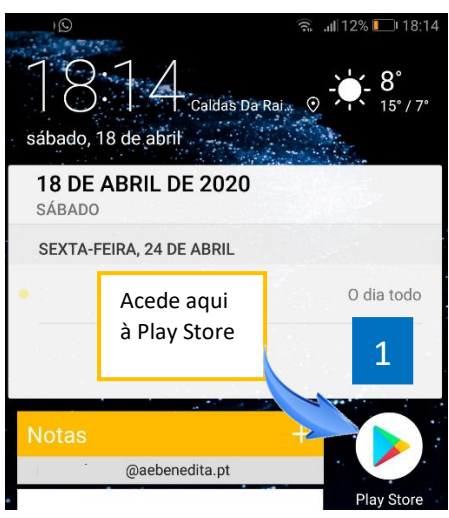 12% 18:14
18:14 Caldas Da Rai...
8°
15° / 7°
sábado, 18 de abril
18 DE ABRIL DE 2020
SÁBADO
SEXTA-FEIRA, 24 DE ABRIL
O dia todo
Acede aqui
à Play Store
1
Notas +
@aebenedita.pt
Play Store